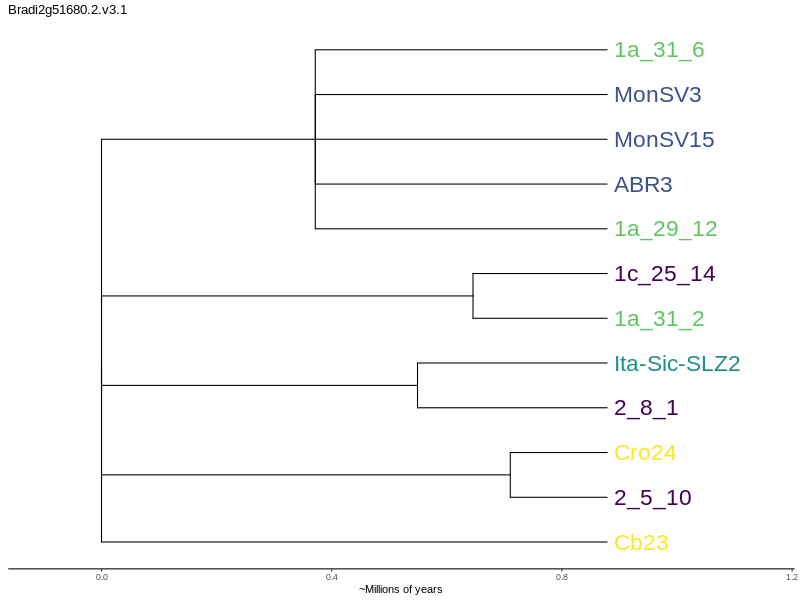 Bradi2g51680.2.v3.1
1a_31_6
MonSV3
MonSV15
ABR3
1a_29_12
1c_25_14
1a_31_2
Ita-Sic-SLZ2
2_8_1
Cro24
2_5_10
Cb23
0.0 0.4 0.8 1.2
~Millions of years